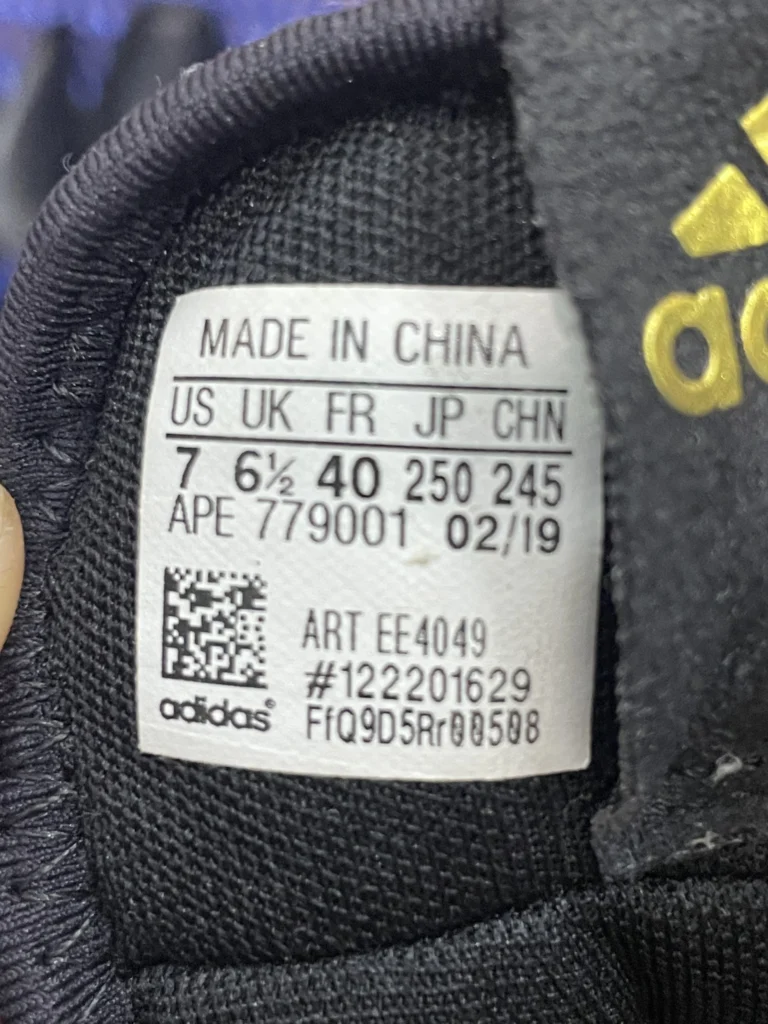 MADE IN CHINA
US UK FR JP CHN
7 6½ 40 250 245
APE 779001 02/19
ART EE4049
#122201629
adidas® FfQ9D5Rr00508